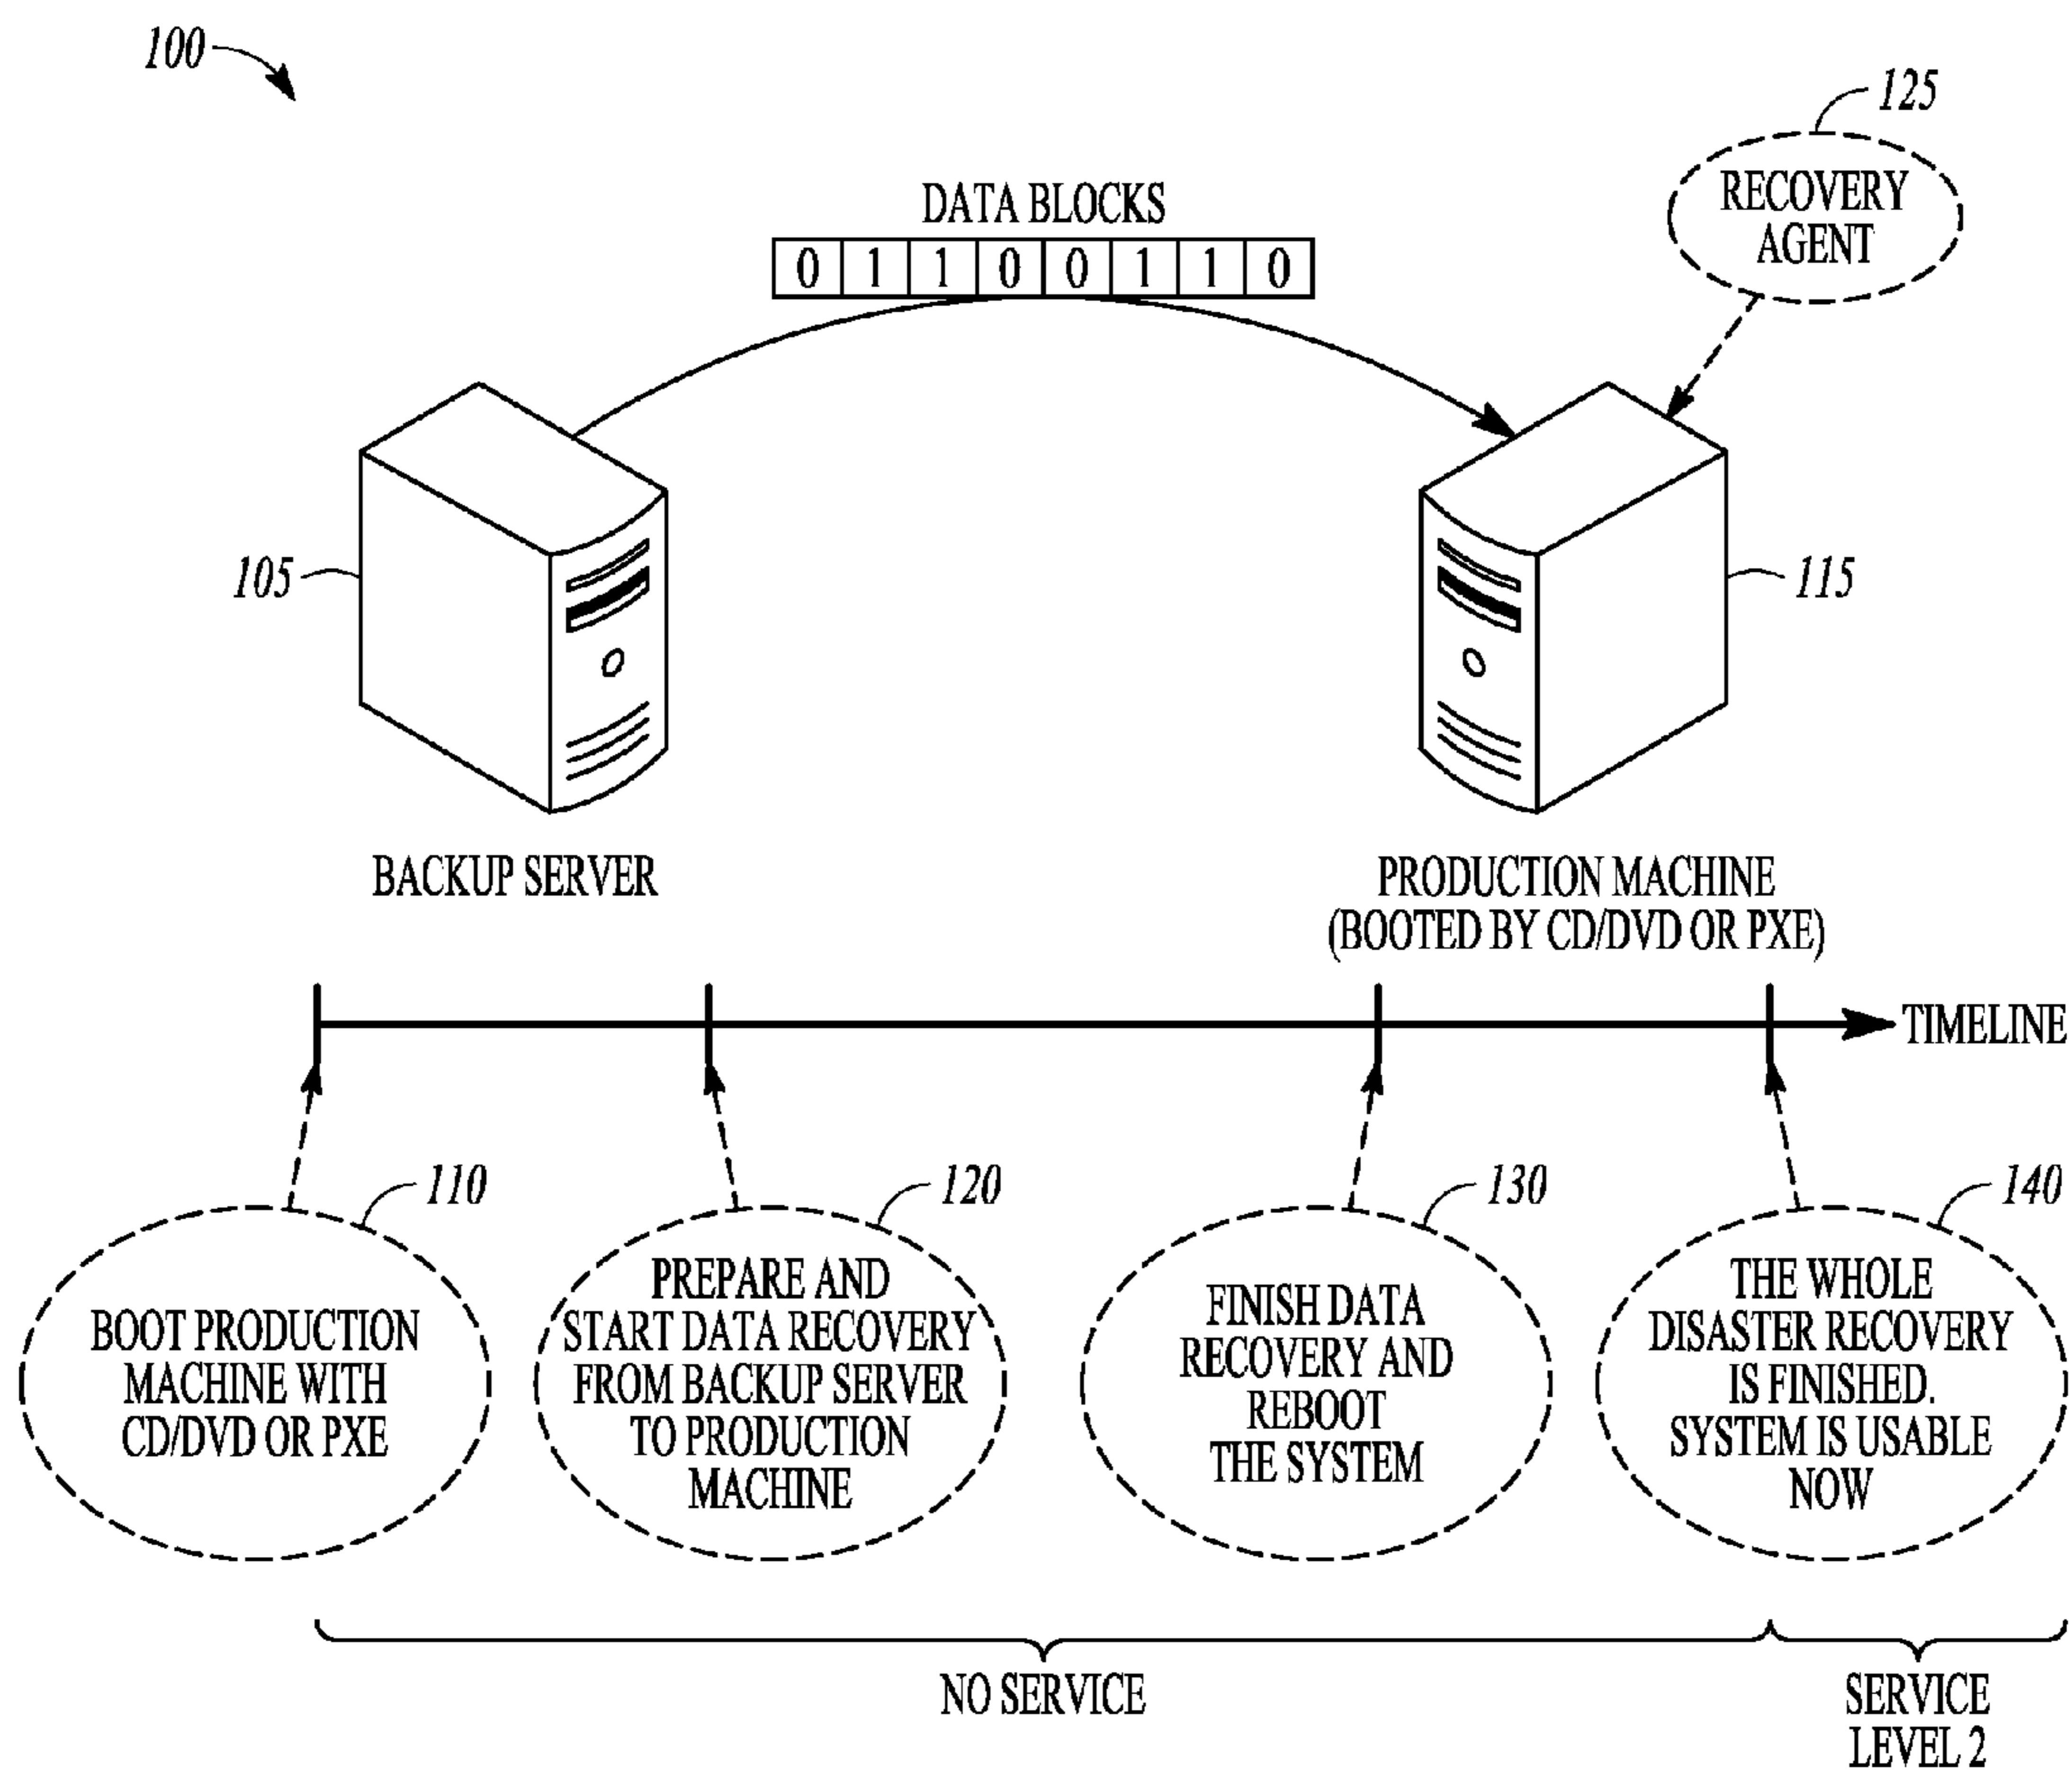 100
125
RECOVERY
AGENT
DATA BLOCKS
0 1 1 0 0 1 1 0
105
115
BACKUP SERVER
PRODUCTION MACHINE
(BOOTED BY CD/DVD OR PXE)
TIMELINE
110
BOOT PRODUCTION
MACHINE WITH
CD/DVD OR PXE
120
PREPARE AND
START DATA RECOVERY
FROM BACKUP SERVER
TO PRODUCTION
MACHINE
130
FINISH DATA
RECOVERY AND
REBOOT
THE SYSTEM
140
THE WHOLE
DISASTER RECOVERY
IS FINISHED.
SYSTEM IS USABLE
NOW
NO SERVICE
SERVICE
LEVEL 2